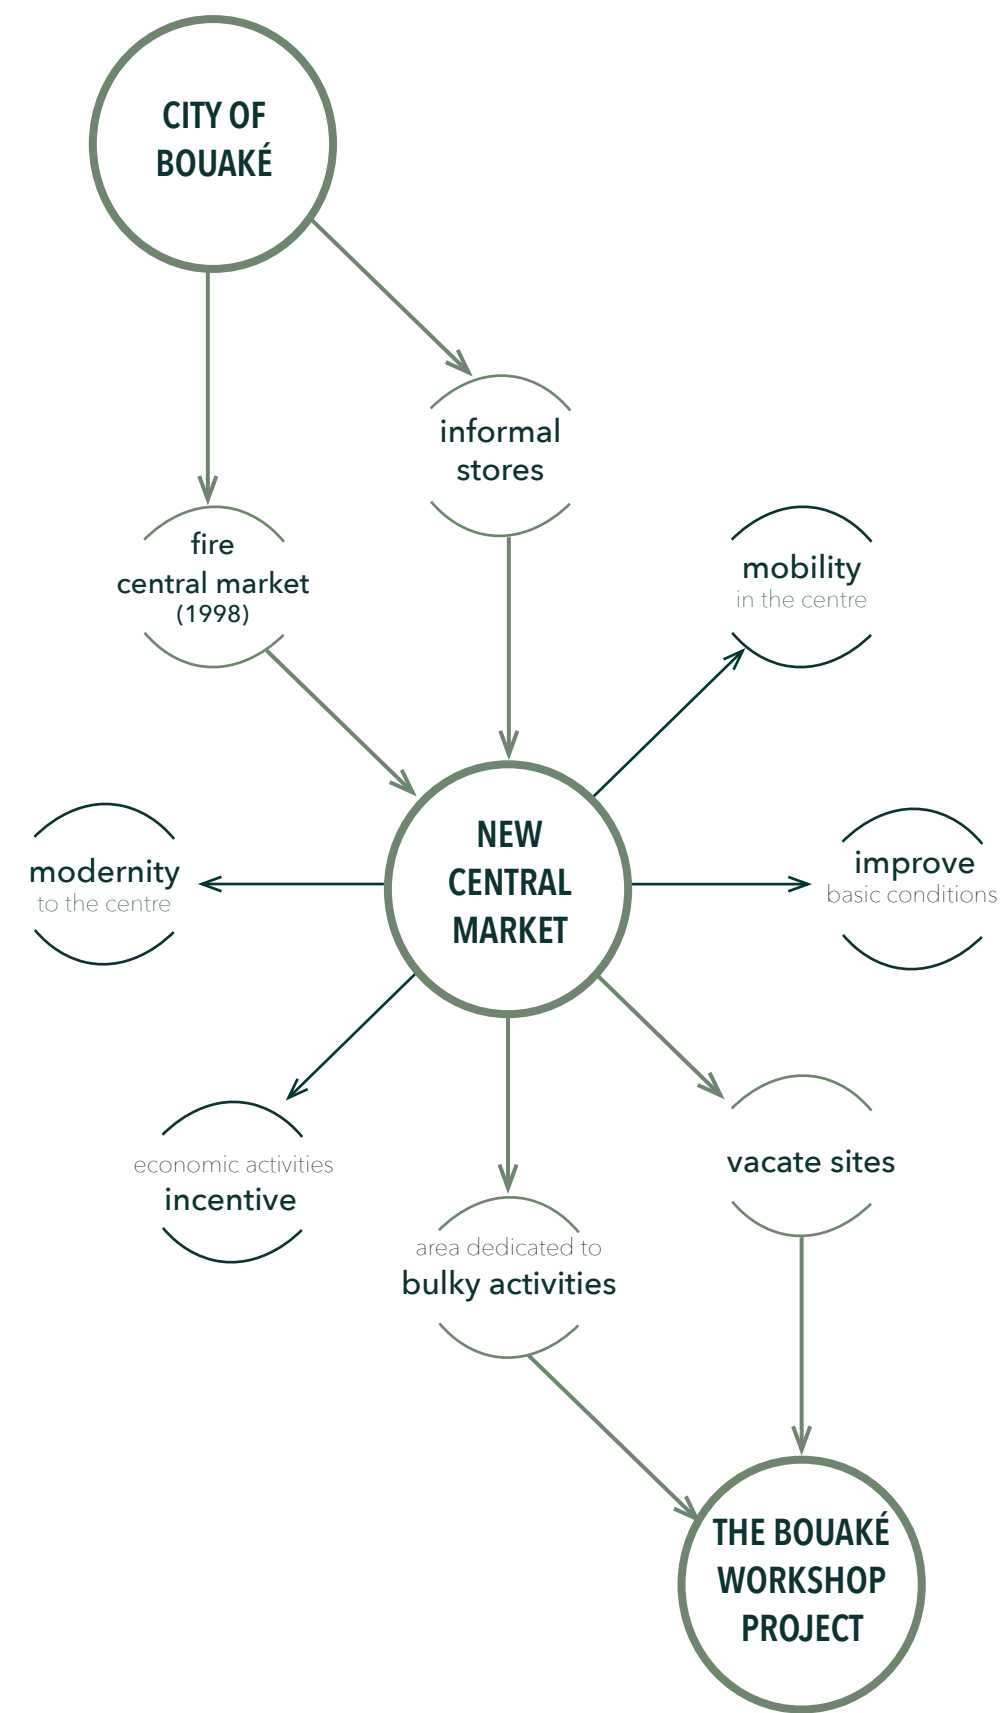 CITY OF
BOUAKÉ
informal
stores
fire
central market
(1998)
mobility
in the centre
NEW
CENTRAL
MARKET
modernity
to the centre
improve
basic conditions
economic activities
incentive
vacate sites
area dedicated to
bulky activities
THE BOUAKÉ
WORKSHOP
PROJECT